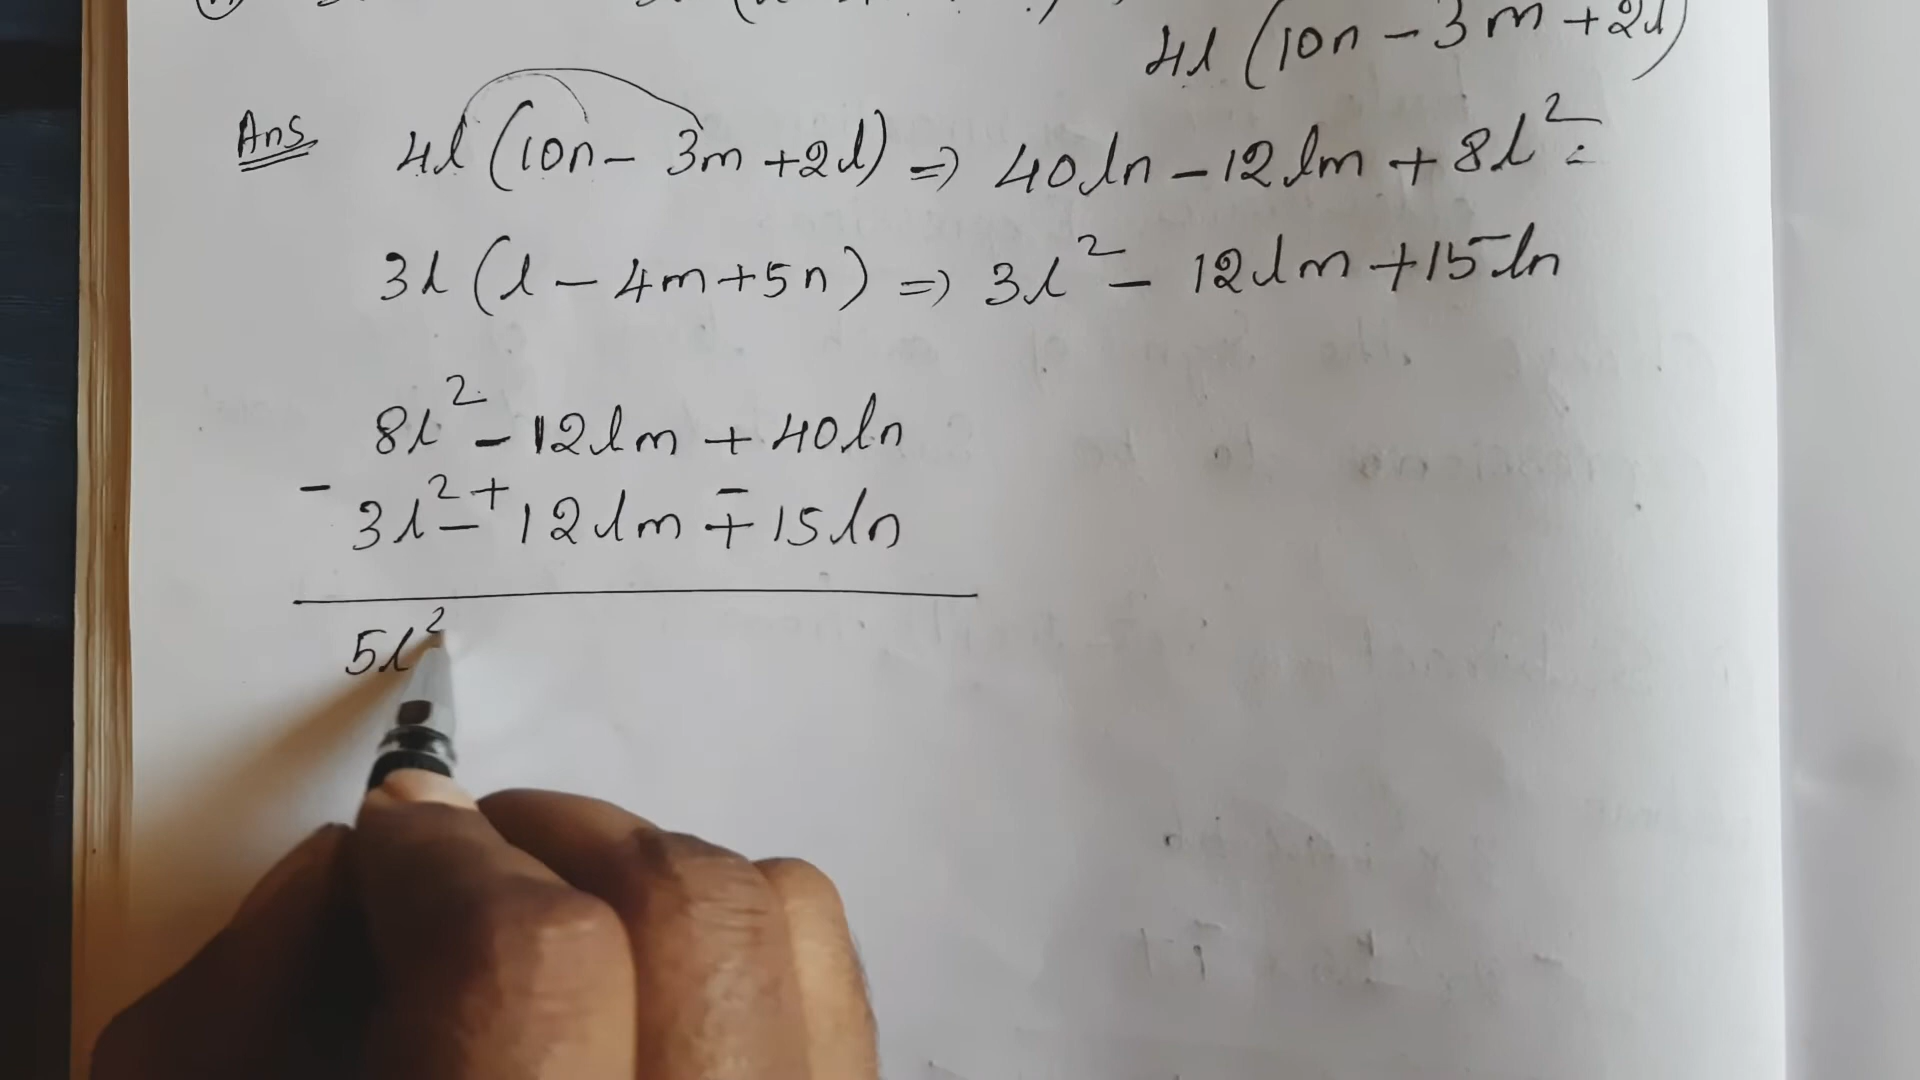 4l (10n - 3m + 2l)
Ans 4l (10n - 3m + 2l) ⇒ 40ln - 12lm + 8l²
3l (l - 4m + 5n) ⇒ 3l² - 12lm + 15ln
8l² - 12lm + 40ln
- 3l² -+ 12lm ∓ 15ln
5l²